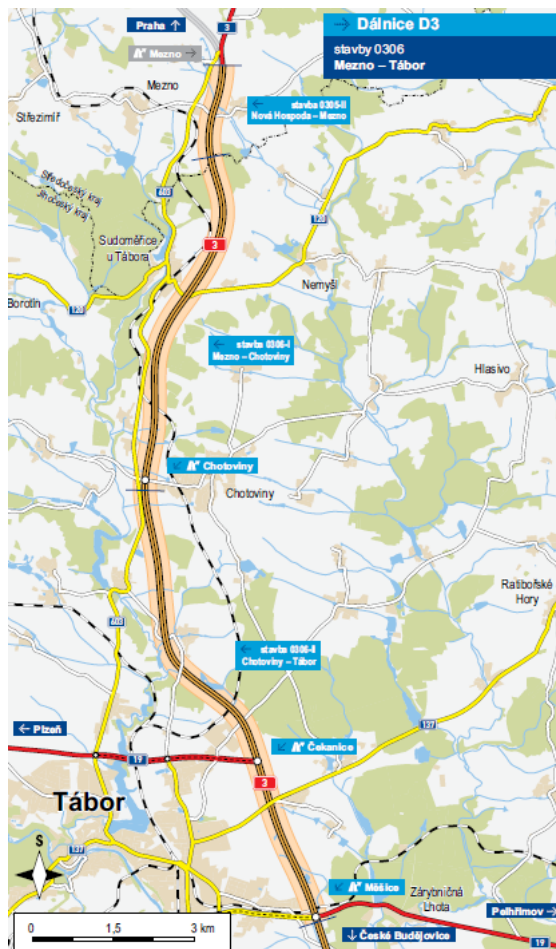 Praha ↑
3
→ Dálnice D3
stavby 0306
Mezno – Tábor
Mezno →
Mezno
← stavba 0305-II
Nová Hospoda – Mezno
Střezimíř
Středočeský kraj
Jihočeský kraj
603
120
3
Sudoměřice
u Tábora
Nemyšl
Borotín
120
← stavba 0306-I
Mezno – Chotoviny
Hlasivo
↙ Chotoviny
Chotoviny
Ratibořské
Hory
603
← stavba 0306-II
Chotoviny – Tábor
← Plzeň
137
↙ Čekanice
19
3
Tábor
S
137
↙ Měšice
Zárybničná
Lhota
Pelhřimov →
↓ České Budějovice
19
0 1,5 3 km